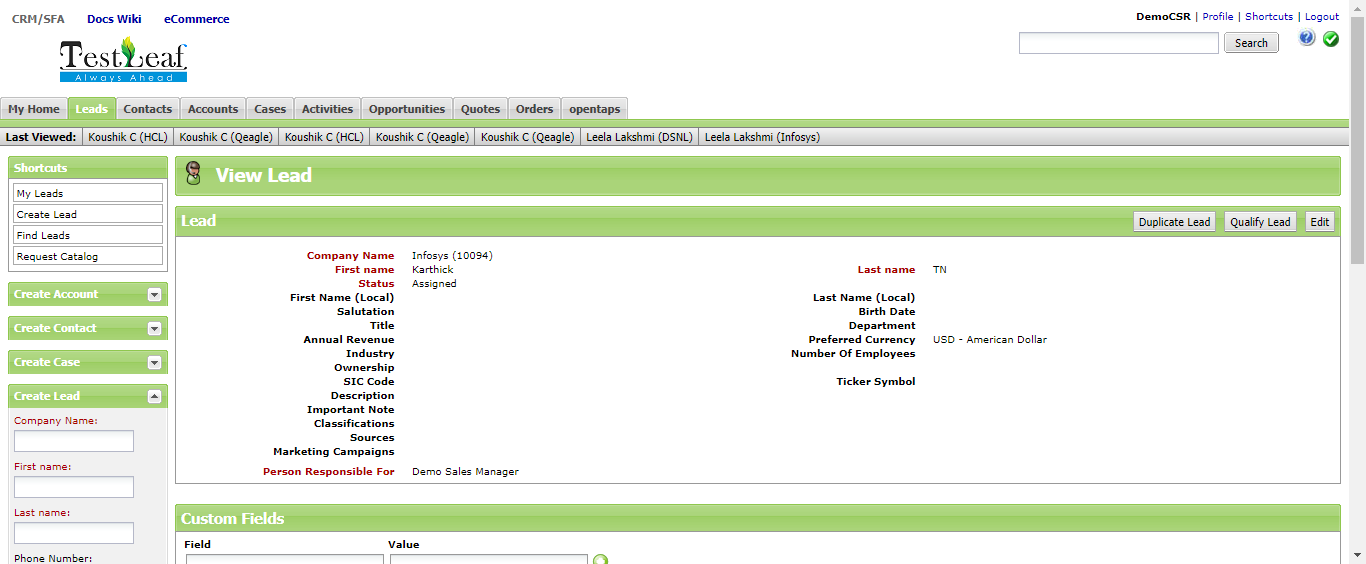 CRM/SFA Docs Wiki eCommerce
DemoCSR | Profile | Shortcuts | Logout
TestLeaf
Always Ahead
Search
My Home Leads Contacts Accounts Cases Activities Opportunities Quotes Orders opentaps
Last Viewed: Koushik C (HCL) Koushik C (Qeagle) Koushik C (HCL) Koushik C (Qeagle) Koushik C (Qeagle) Leela Lakshmi (DSNL) Leela Lakshmi (Infosys)
Shortcuts
My Leads
Create Lead
Find Leads
Request Catalog
Create Account
Create Contact
Create Case
Create Lead
Company Name:
First name:
Last name:
Phone Number:
View Lead
Lead Duplicate Lead Qualify Lead Edit
Company Name Infosys (10094)
First name Karthick Last name TN
Status Assigned
First Name (Local) Last Name (Local)
Salutation Birth Date
Title Department
Annual Revenue Preferred Currency USD - American Dollar
Industry Number Of Employees
Ownership
SIC Code Ticker Symbol
Description
Important Note
Classifications
Sources
Marketing Campaigns
Person Responsible For Demo Sales Manager
Custom Fields
Field Value